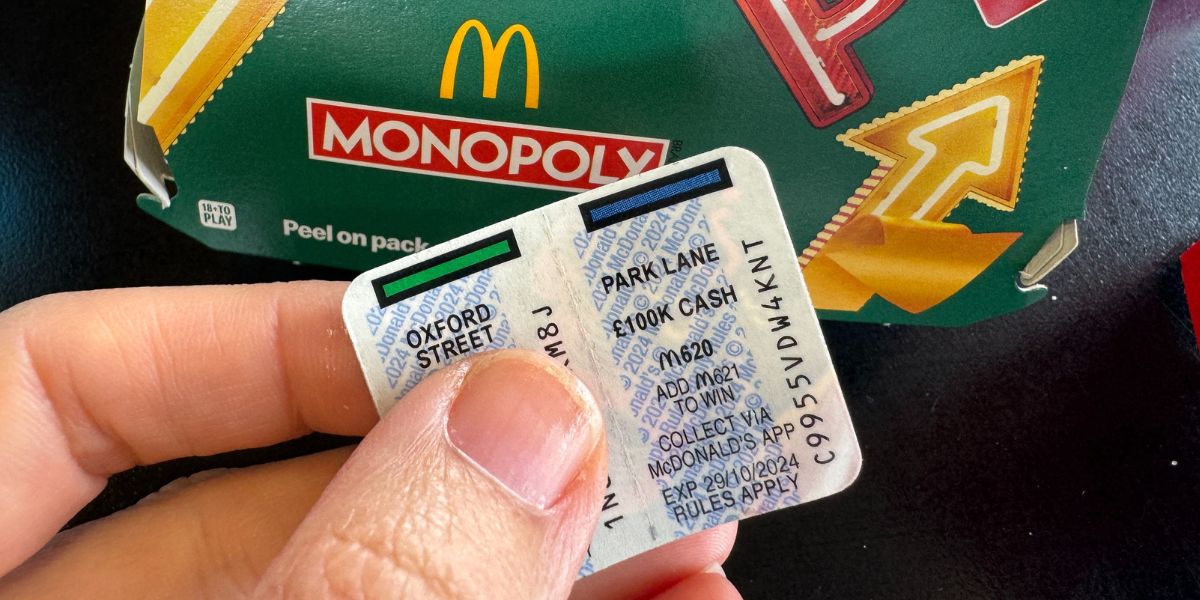 MONOPOLY
18+ TO
PLAY
Peel on pack
OXFORD
STREET
PARK LANE
£100K CASH
M620
ADD M621
TO WIN
COLLECT VIA
McDONALD'S APP
EXP 29/10/2024
RULES APPLY
C9955VDW4KNT